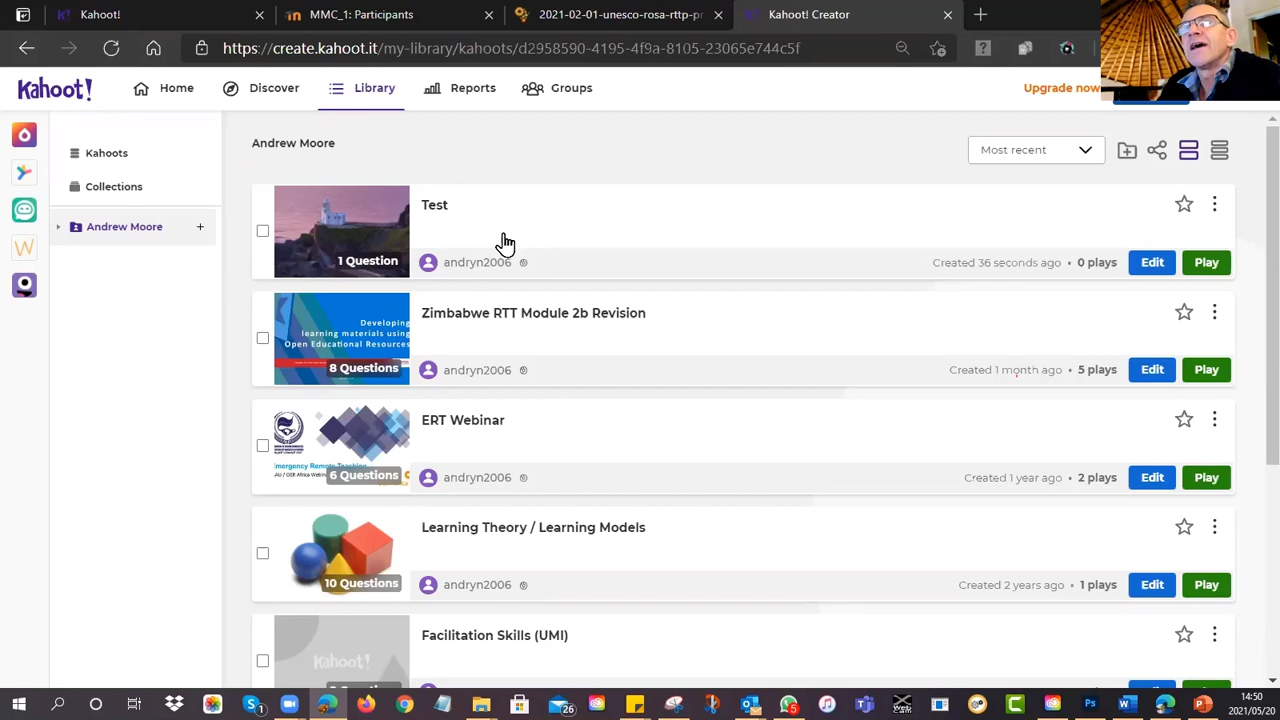 Kahoot!
MMC_1: Participants
2021-02-01-unesco-rosa-rttp-pr
Kahoot! Creator
https://create.kahoot.it/my-library/kahoots/d2958590-4195-4f9a-8105-23065e744c5f
Kahoot!
Home
Discover
Library
Reports
Groups
Upgrade now
Kahoots
Collections
Andrew Moore
Andrew Moore
Most recent
Test
1 Question
andryn2006
Created 36 seconds ago • 0 plays
Edit
Play
Developing
learning materials using
Open Educational Resources
8 Questions
Zimbabwe RTT Module 2b Revision
andryn2006
Created 1 month ago • 5 plays
Edit
Play
6 Questions
ERT Webinar
andryn2006
Created 1 year ago • 2 plays
Edit
Play
10 Questions
Learning Theory / Learning Models
andryn2006
Created 2 years ago • 1 plays
Edit
Play
Kahoot!
Facilitation Skills (UMI)
14:50
2021/05/20